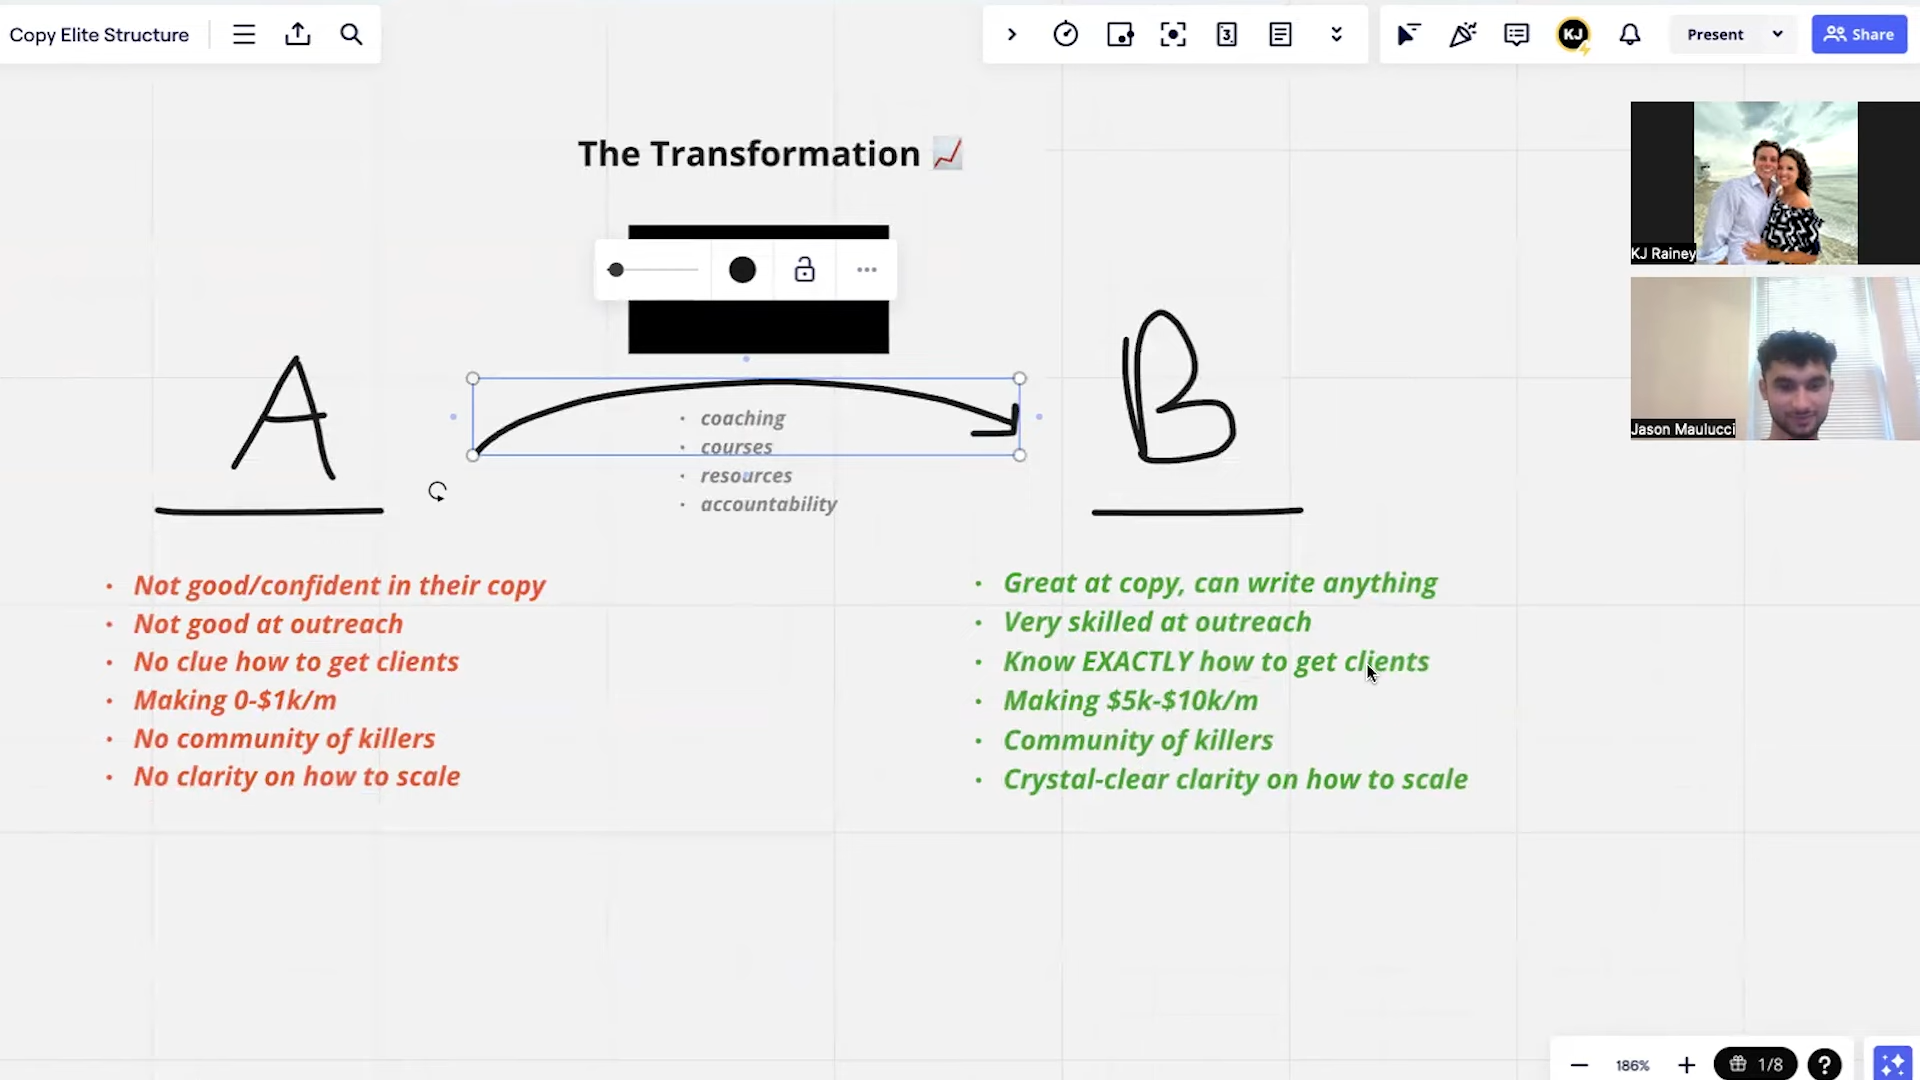 Copy Elite Structure
3
KJ
Present
Share
The Transformation
KJ Rainey
A
B
coaching
courses
resources
accountability
Jason Maulucci
Not good/confident in their copy
Not good at outreach
No clue how to get clients
Making 0-$1k/m
No community of killers
No clarity on how to scale
Great at copy, can write anything
Very skilled at outreach
Know EXACTLY how to get clients
Making $5k-$10k/m
Community of killers
Crystal-clear clarity on how to scale
186%
1/8
?